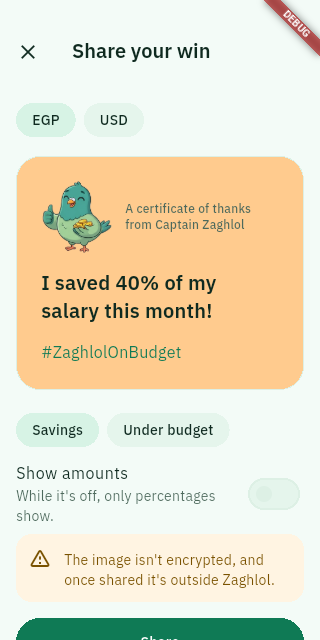 DEBUG
Share your win
EGP
USD
A certificate of thanks
from Captain Zaghlol
I saved 40% of my
salary this month!
#ZaghlolOnBudget
Savings
Under budget
Show amounts
While it's off, only percentages
show.
The image isn't encrypted, and
once shared it's outside Zaghlol.
Share